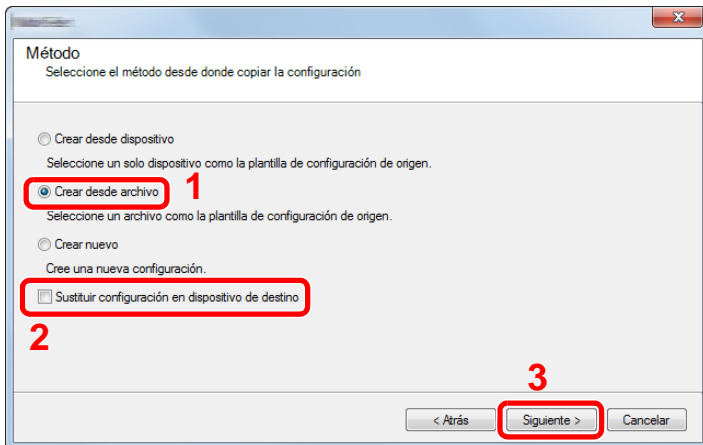 Método
Seleccione el método desde donde copiar la configuración
Crear desde dispositivo
Seleccione un solo dispositivo como la plantilla de configuración de origen.
Crear desde archivo 1
Seleccione un archivo como la plantilla de configuración de origen.
Crear nuevo
Cree una nueva configuración.
Sustituir configuración en dispositivo de destino
2
3
< Atrás Siguiente > Cancelar